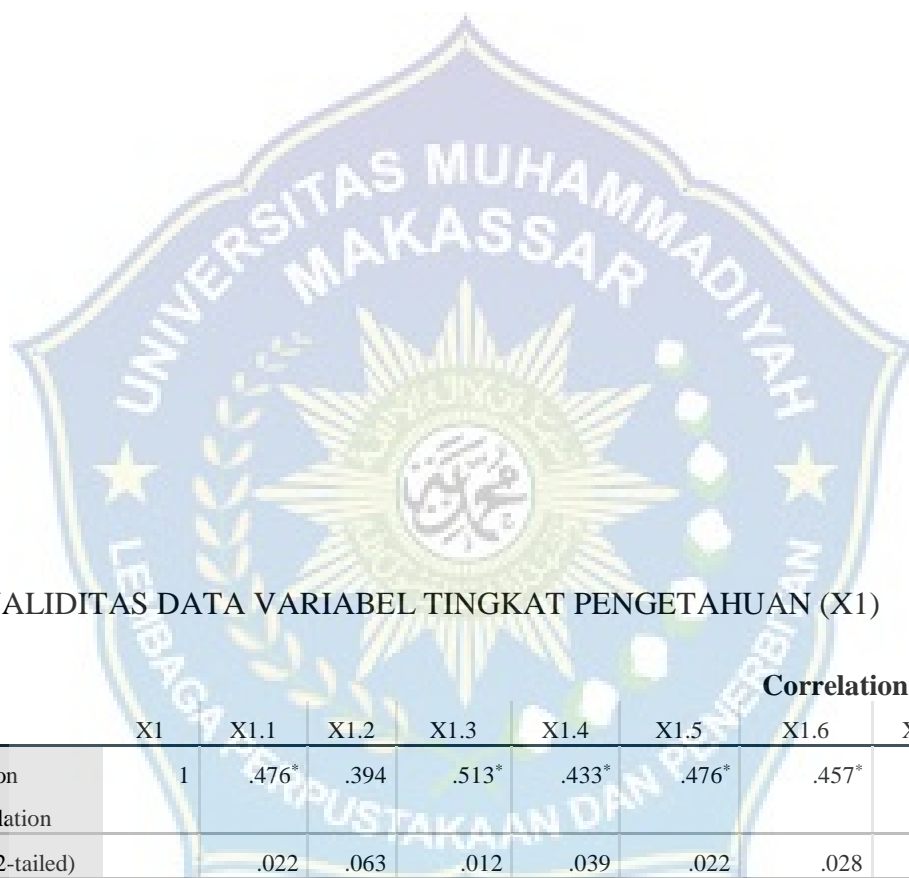 UNIVERSITAS MUHAMMADIYAH
MAKASSAR
LEMBAGA PERPUSTAKAAN DAN PENERBITAN
ALIDITAS DATA VARIABEL TINGKAT PENGETAHUAN (X1)
Correlation
X1 X1.1 X1.2 X1.3 X1.4 X1.5 X1.6
on 1 .476* .394 .513* .433* .476* .457*
lation
2-tailed) .022 .063 .012 .039 .022 .028